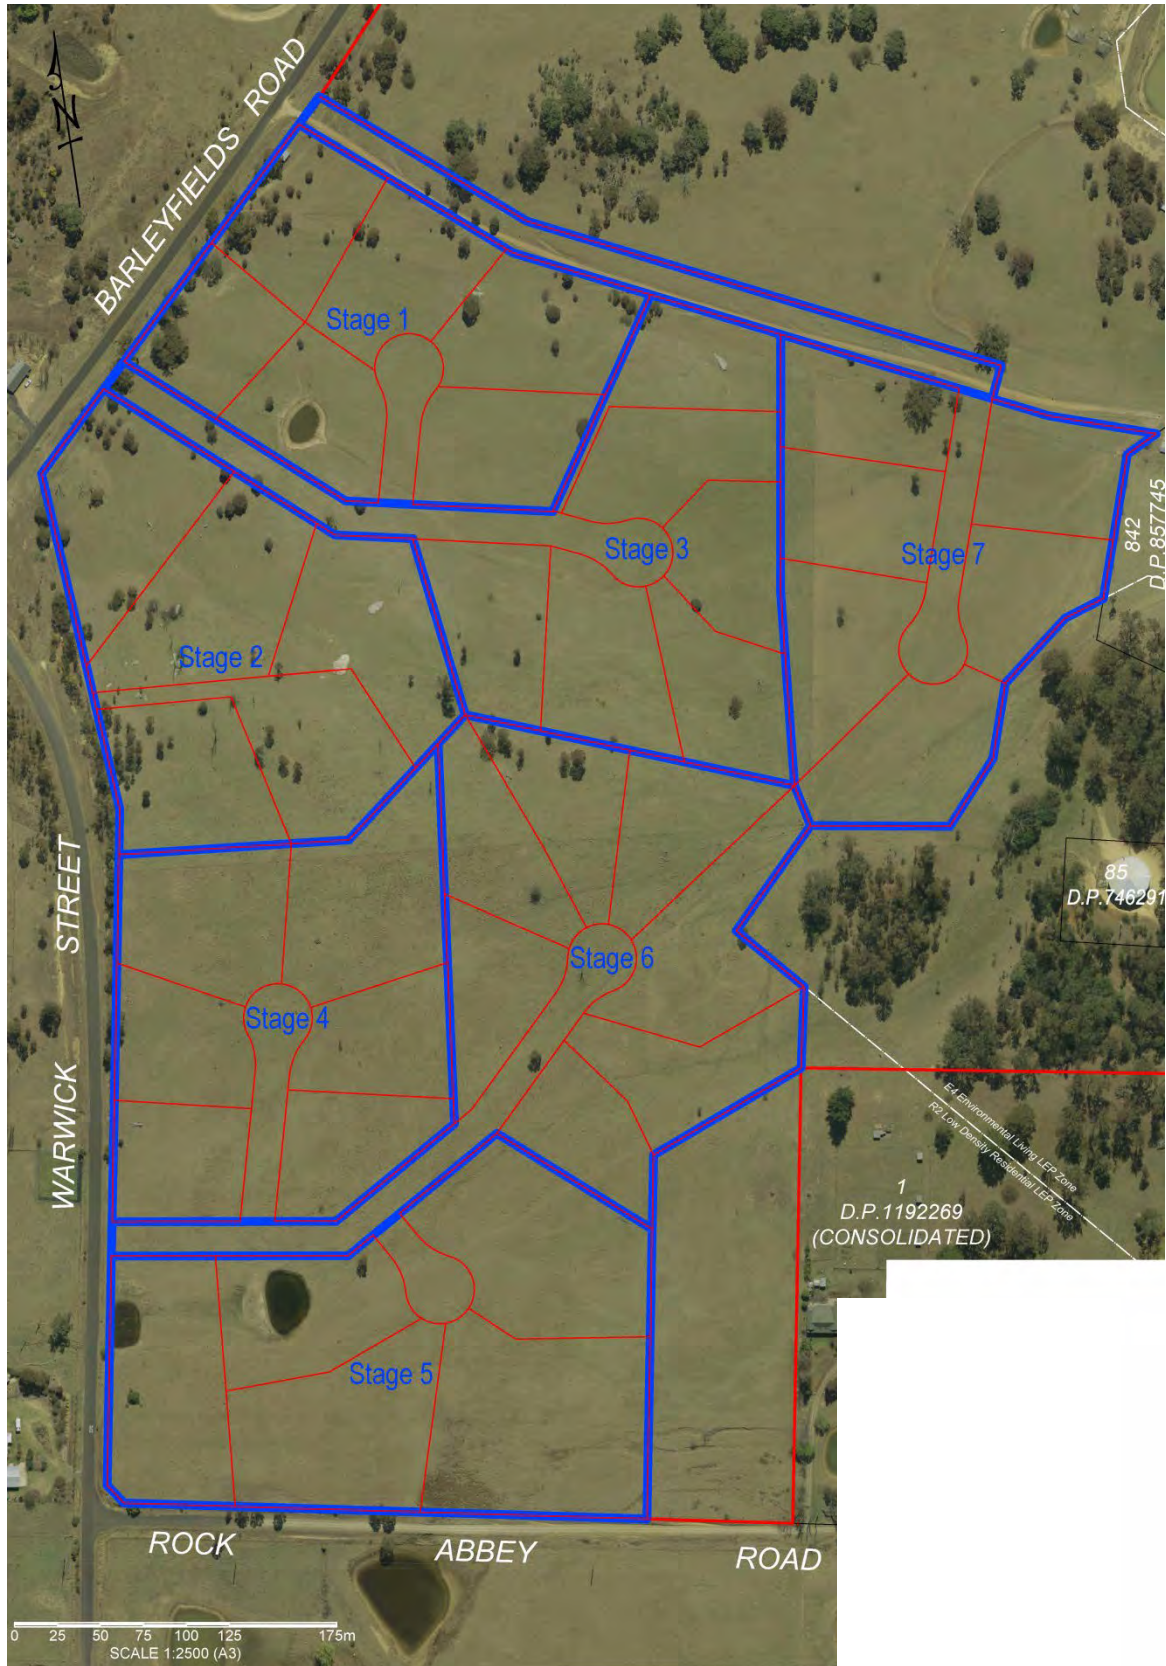 BARLEYFIELDS ROAD
N
Stage 1
Stage 3
Stage 7
842
D.P.857745
Stage 2
STREET
85
D.P.746291
Stage 6
Stage 4
WARWICK
E4 Environmental Living LEP Zone
R2 Low Density Residential LEP Zone
1
D.P.1192269
(CONSOLIDATED)
Stage 5
ROCK ABBEY ROAD
0 25 50 75 100 125 175m
SCALE 1:2500 (A3)